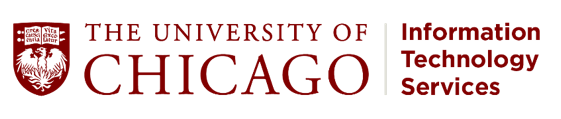 THE UNIVERSITY OF
CHICAGO
Information
Technology
Services